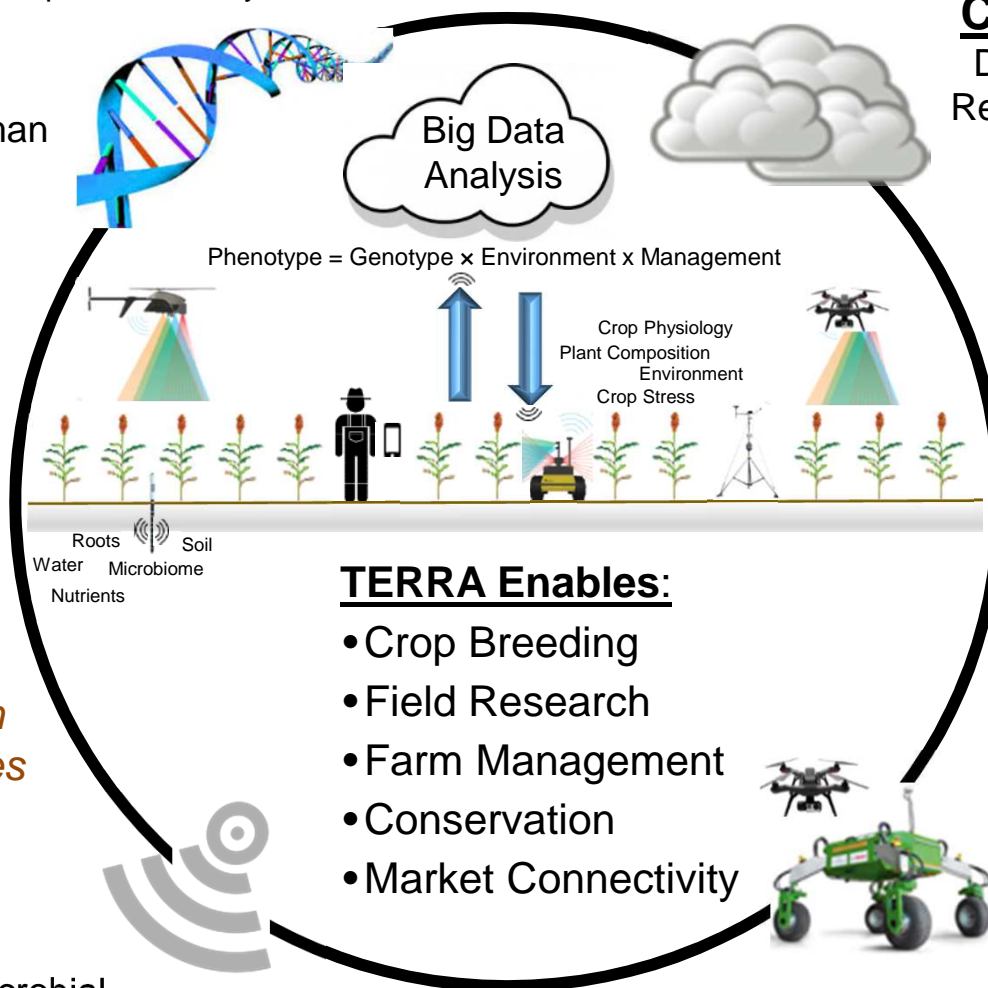 Big Data
Analysis
Phenotype = Genotype × Environment x Management
Crop Physiology
Plant Composition
Environment
Crop Stress
Roots
Soil
Water
Microbiome
Nutrients
TERRA Enables:
•Crop Breeding
•Field Research
•Farm Management
•Conservation
•Market Connectivity